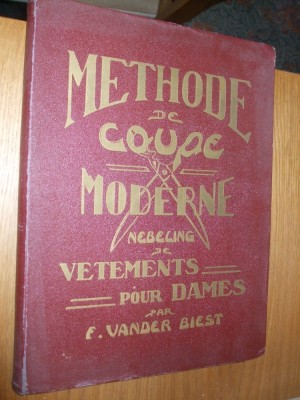 METHODE
DE
COUPE
MODERNE
NEBELING
DE
VETEMENTS
POUR DAMES
PAR
F. VANDER BIEST